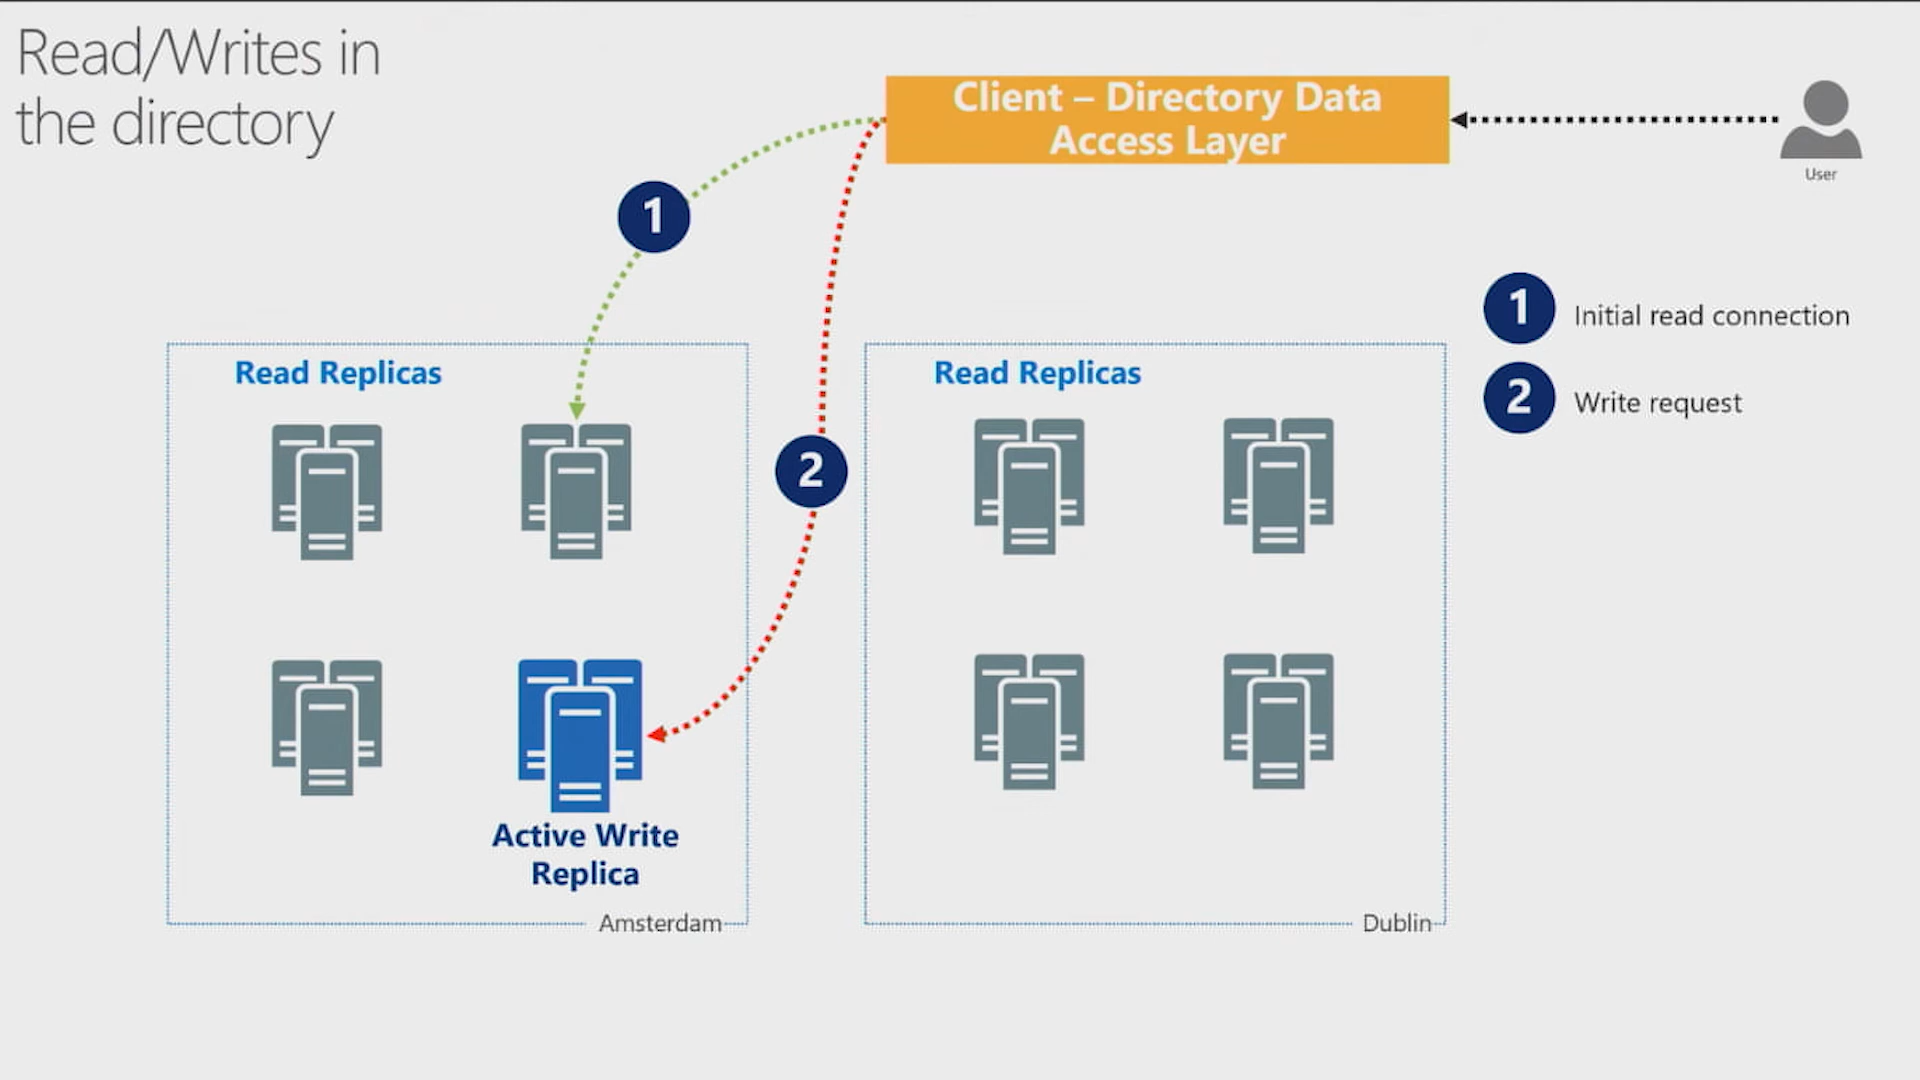 Read/Writes in
the directory
Client – Directory Data
Access Layer
User
1
1 Initial read connection
2 Write request
Read Replicas
Read Replicas
2
Active Write
Replica
Amsterdam
Dublin